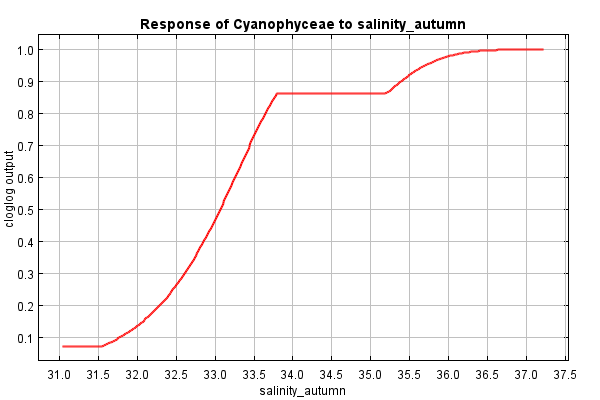 Response of Cyanophyceae to salinity_autumn
cloglog output
1.0
0.9
0.8
0.7
0.6
0.5
0.4
0.3
0.2
0.1
31.0 31.5 32.0 32.5 33.0 33.5 34.0 34.5 35.0 35.5 36.0 36.5 37.0 37.5
salinity_autumn